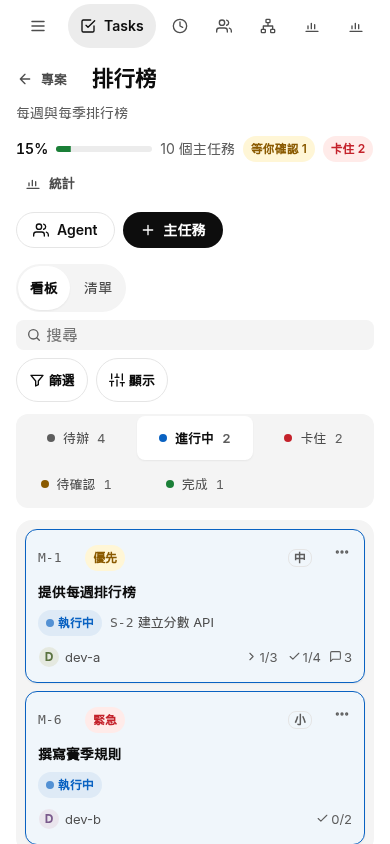 Tasks
專案 排行榜
每週與每季排行榜
15% 10 個主任務 等你確認 1 卡住 2
統計
Agent 主任務
看板 清單
搜尋
篩選 顯示
待辦 4 進行中 2 卡住 2
待確認 1 完成 1
M-1 優先 中
提供每週排行榜
執行中 S-2 建立分數 API
D dev-a 1/3 1/4 3
M-6 緊急 小
撰寫賽季規則
執行中
D dev-b 0/2